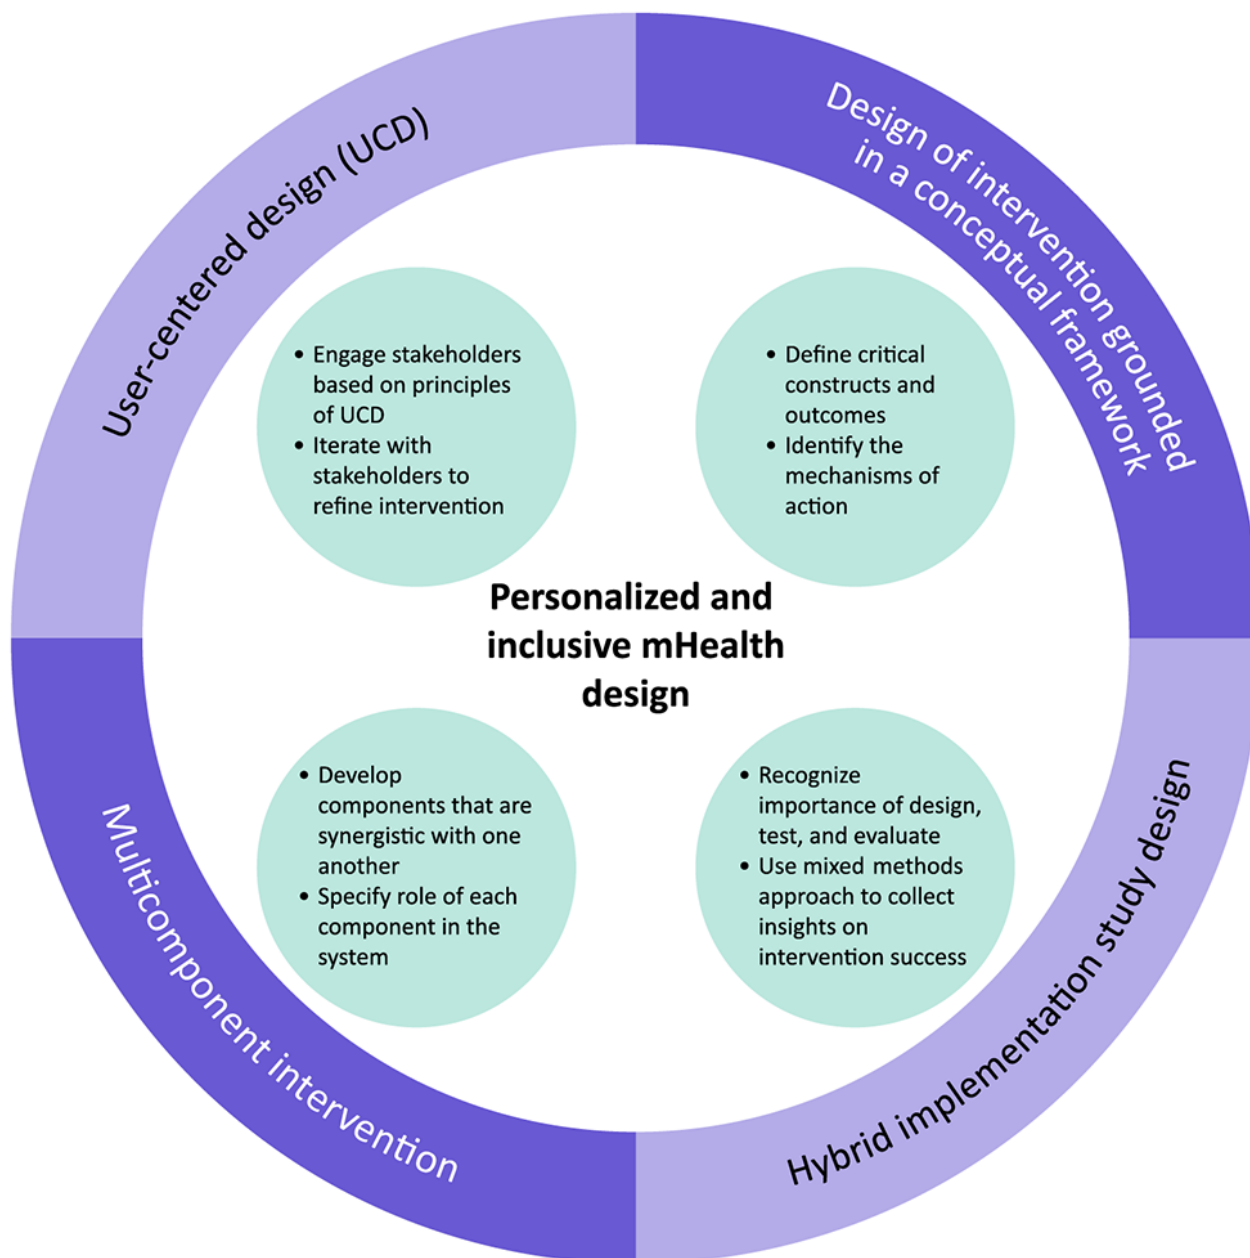 User-centered design (UCD)
Design of intervention grounded
in a conceptual framework
• Engage stakeholders
based on principles
of UCD
• Iterate with
stakeholders to
refine intervention
• Define critical
constructs and
outcomes
• Identify the
mechanisms of
action
Personalized and
inclusive mHealth
design
• Develop
components that are
synergistic with one
another
• Specify role of each
component in the
system
• Recognize
importance of design,
test, and evaluate
• Use mixed methods
approach to collect
insights on
intervention success
Multicomponent intervention
Hybrid implementation study design